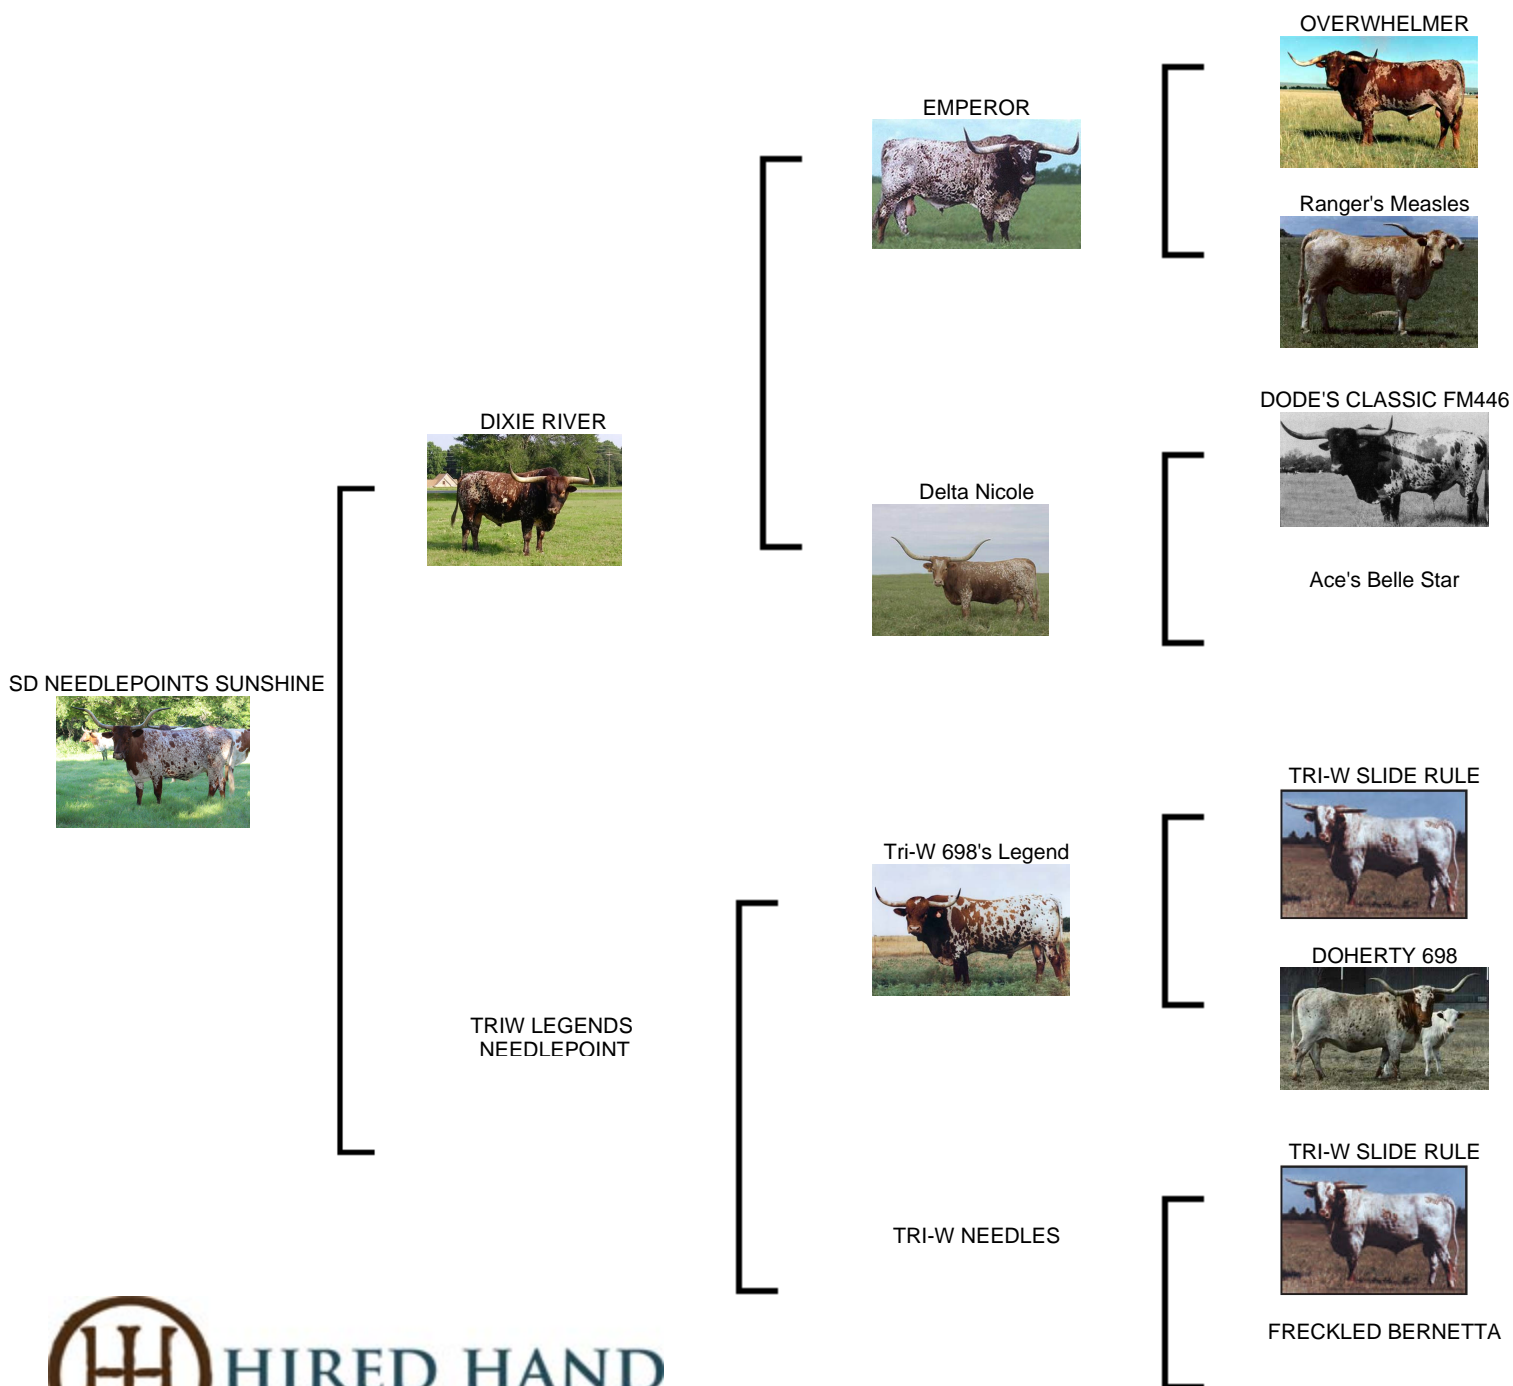 OVERWHELMER
EMPEROR
Ranger's Measles
DODE'S CLASSIC FM446
DIXIE RIVER
Delta Nicole
Ace's Belle Star
SD NEEDLEPOINTS SUNSHINE
TRI-W SLIDE RULE
Tri-W 698's Legend
DOHERTY 698
TRIW LEGENDS
NEEDLEPOINT
TRI-W SLIDE RULE
TRI-W NEEDLES
FRECKLED BERNETTA
HIRED HAND